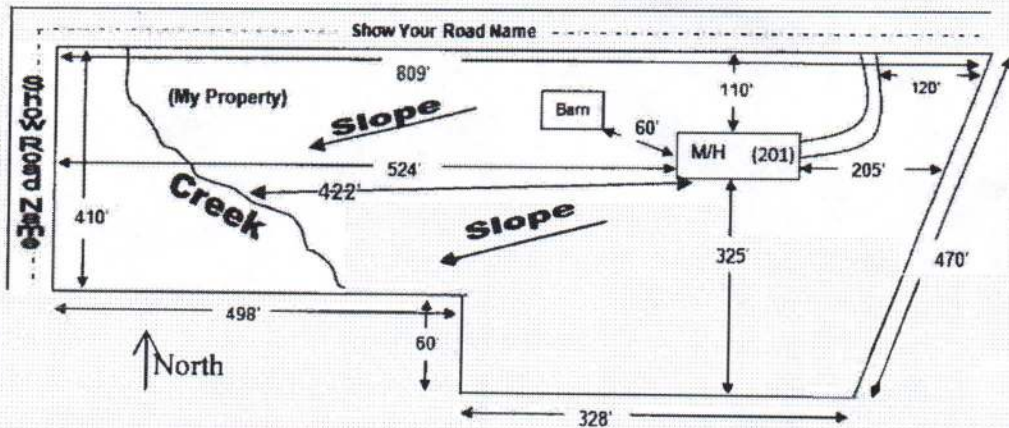 Show Your Road Name
809'
110'
120'
(My Property)
Slope
Barn
60'
M/H (201)
Show Road Name
524'
205'
422'
Creek
410'
Slope
325'
470'
498'
60
North
328'